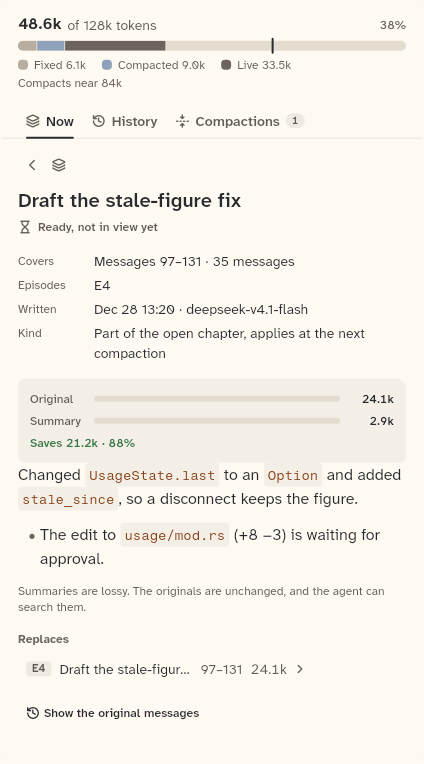 48.6k of 128k tokens 38%
Fixed 6.1k Compacted 9.0k Live 33.5k
Compacts near 84k
Now History Compactions 1
Draft the stale-figure fix
Ready, not in view yet
Covers Messages 97–131 · 35 messages
Episodes E4
Written Dec 28 13:20 · deepseek-v4.1-flash
Kind Part of the open chapter, applies at the next
compaction
Original 24.1k
Summary 2.9k
Saves 21.2k · 88%
Changed UsageState.last to an Option and added
stale_since, so a disconnect keeps the figure.
• The edit to usage/mod.rs (+8 −3) is waiting for
approval.
Summaries are lossy. The originals are unchanged, and the agent can
search them.
Replaces
E4 Draft the stale-figur... 97–131 24.1k
Show the original messages